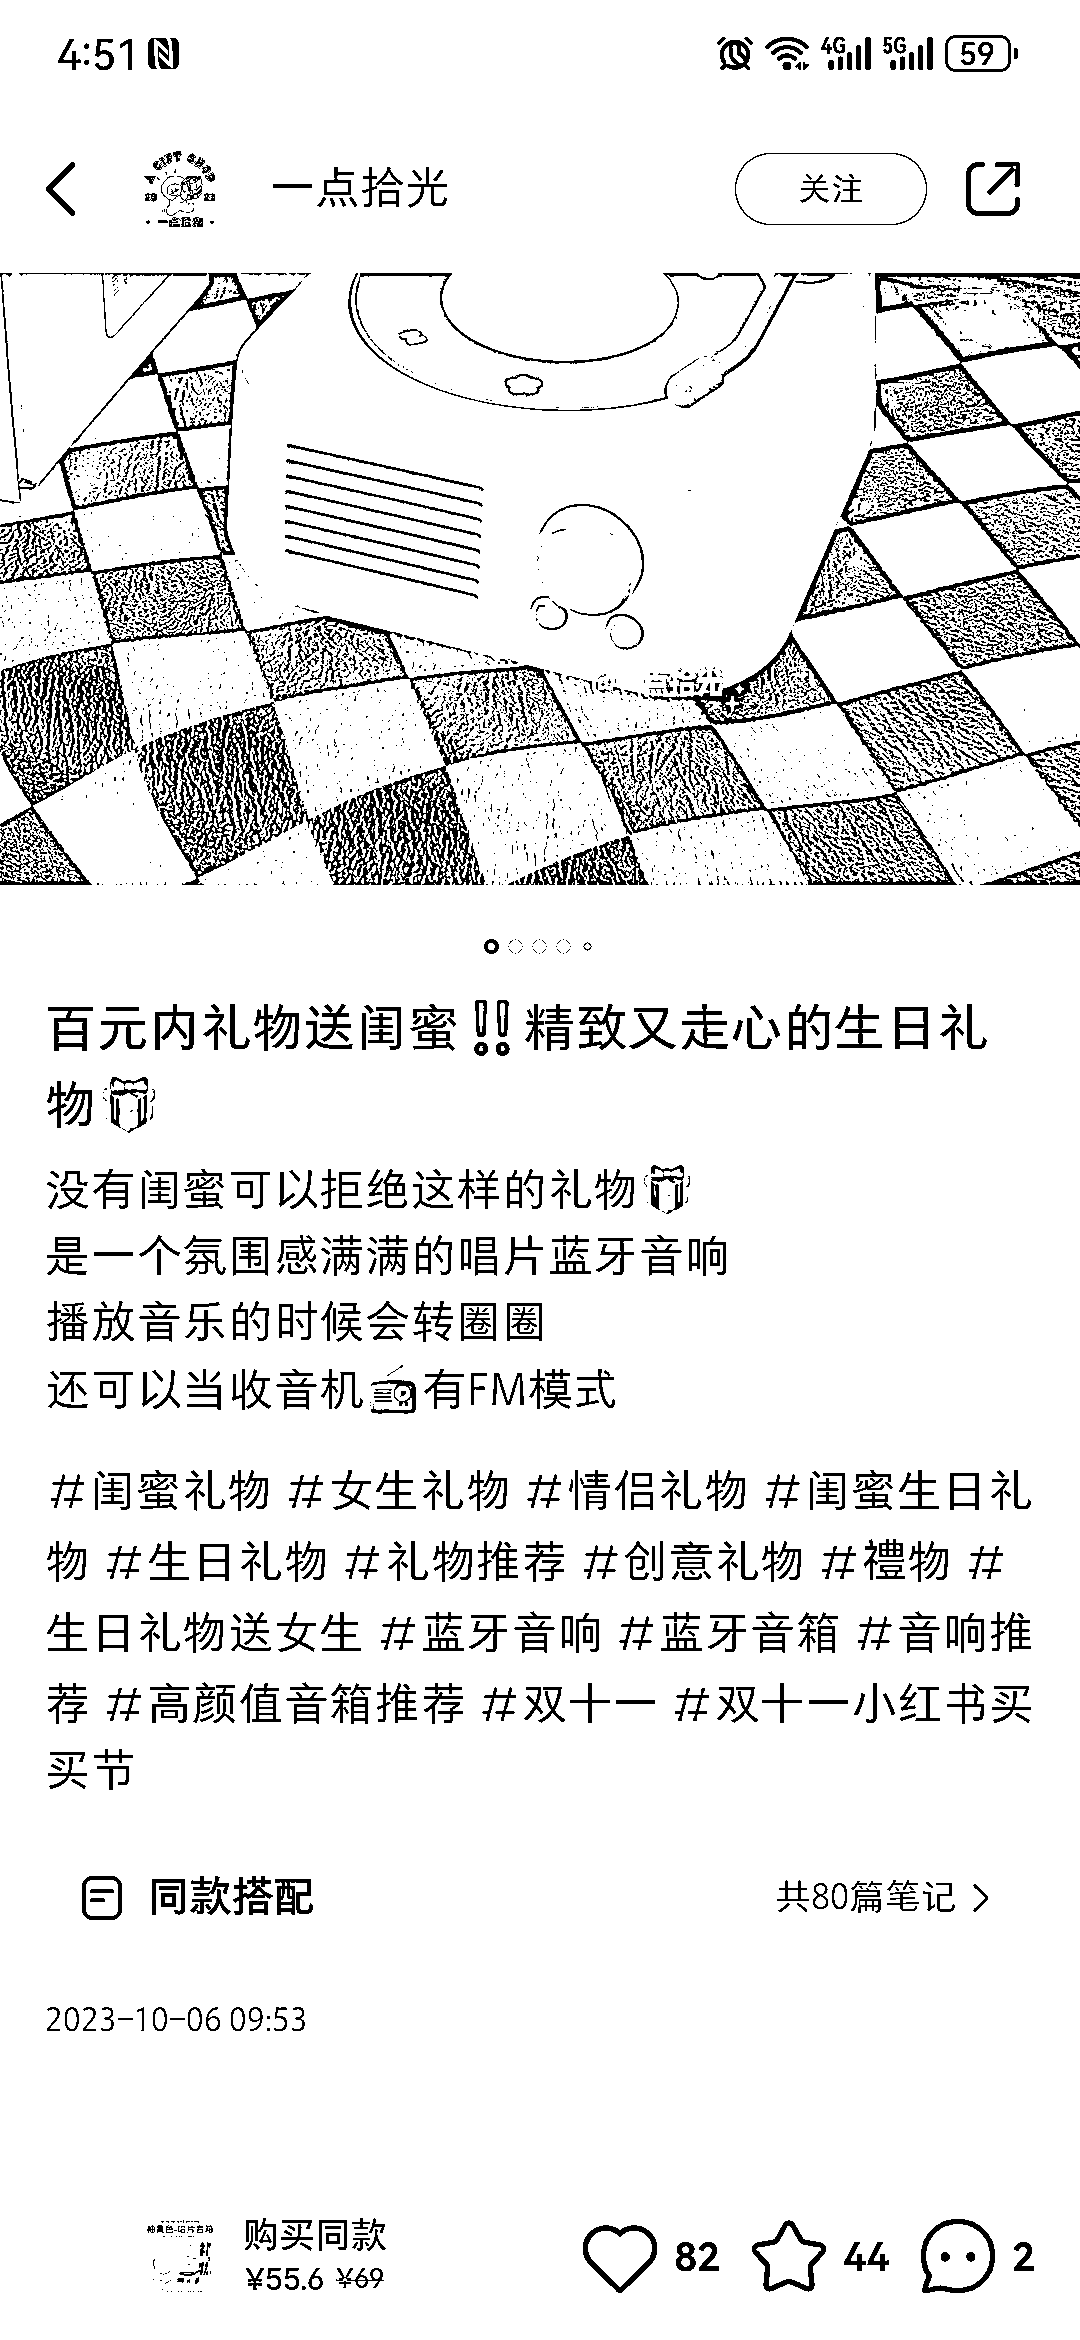 4:51
4G 5G 59
GIFT SHOP
一点拾光
关注
百元内礼物送闺蜜‼️精致又走心的生日礼
物🎁
没有闺蜜可以拒绝这样的礼物🎁
是一个氛围感满满的唱片蓝牙音响
播放音乐的时候会转圈圈
还可以当收音机📻有FM模式
#闺蜜礼物 #女生礼物 #情侣礼物 #闺蜜生日礼
物 #生日礼物 #礼物推荐 #创意礼物 #禮物 #
生日礼物送女生 #蓝牙音响 #蓝牙音箱 #音响推
荐 #高颜值音箱推荐 #双十一 #双十一小红书买
买节
同款搭配
共80篇笔记
2023-10-06 09:53
购买同款
¥55.6 ¥69
82 44 2